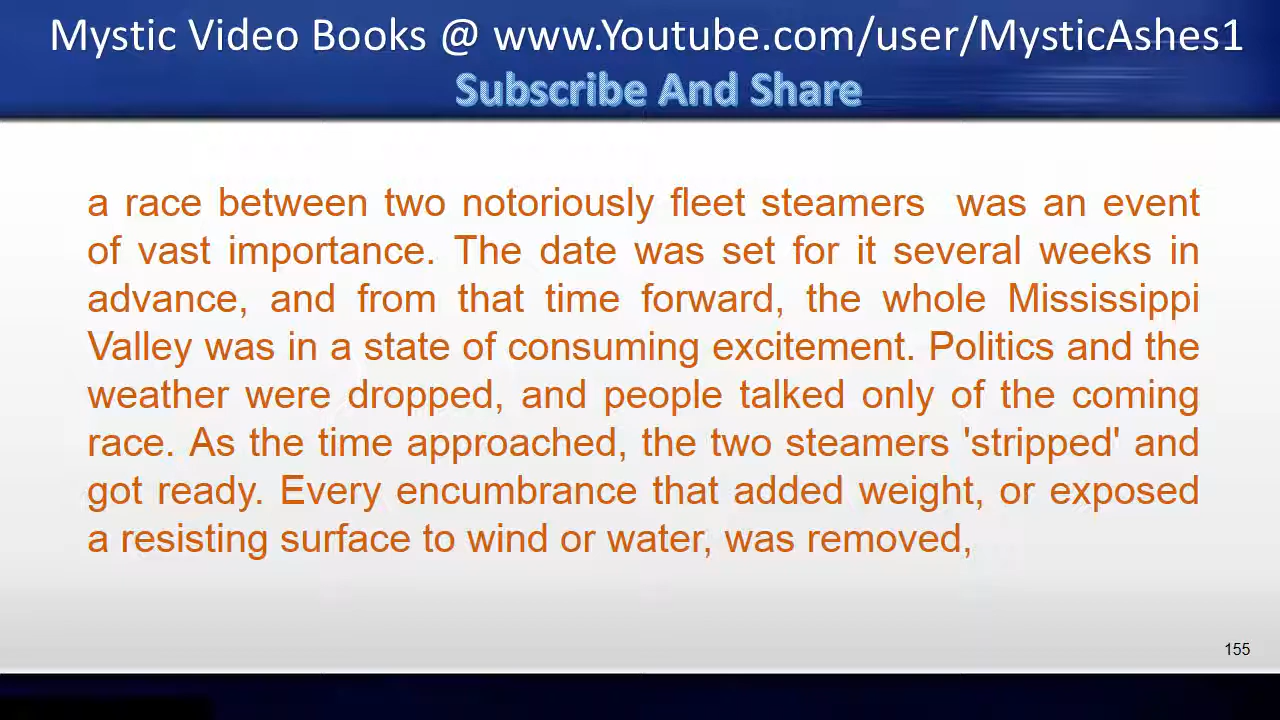 Mystic Video Books @ www.Youtube.com/user/MysticAshes1
Subscribe And Share
a race between two notoriously fleet steamers was an event
of vast importance. The date was set for it several weeks in
advance, and from that time forward, the whole Mississippi
Valley was in a state of consuming excitement. Politics and the
weather were dropped, and people talked only of the coming
race. As the time approached, the two steamers 'stripped' and
got ready. Every encumbrance that added weight, or exposed
a resisting surface to wind or water, was removed,
155